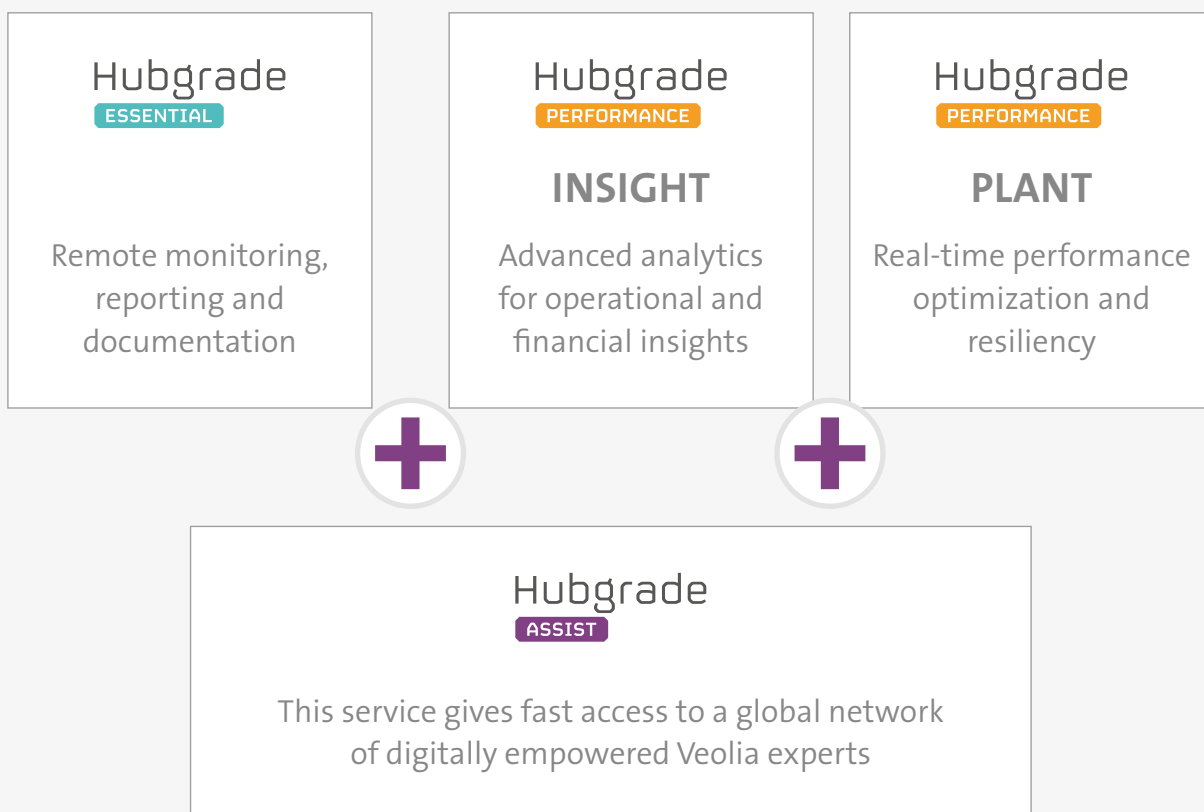 Hubgrade
ESSENTIAL
Remote monitoring,
reporting and
documentation
Hubgrade
PERFORMANCE
INSIGHT
Advanced analytics
for operational and
financial insights
Hubgrade
PERFORMANCE
PLANT
Real-time performance
optimization and
resiliency
Hubgrade
ASSIST
This service gives fast access to a global network
of digitally empowered Veolia experts